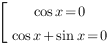 cos x = 0
cos x + sin x = 0